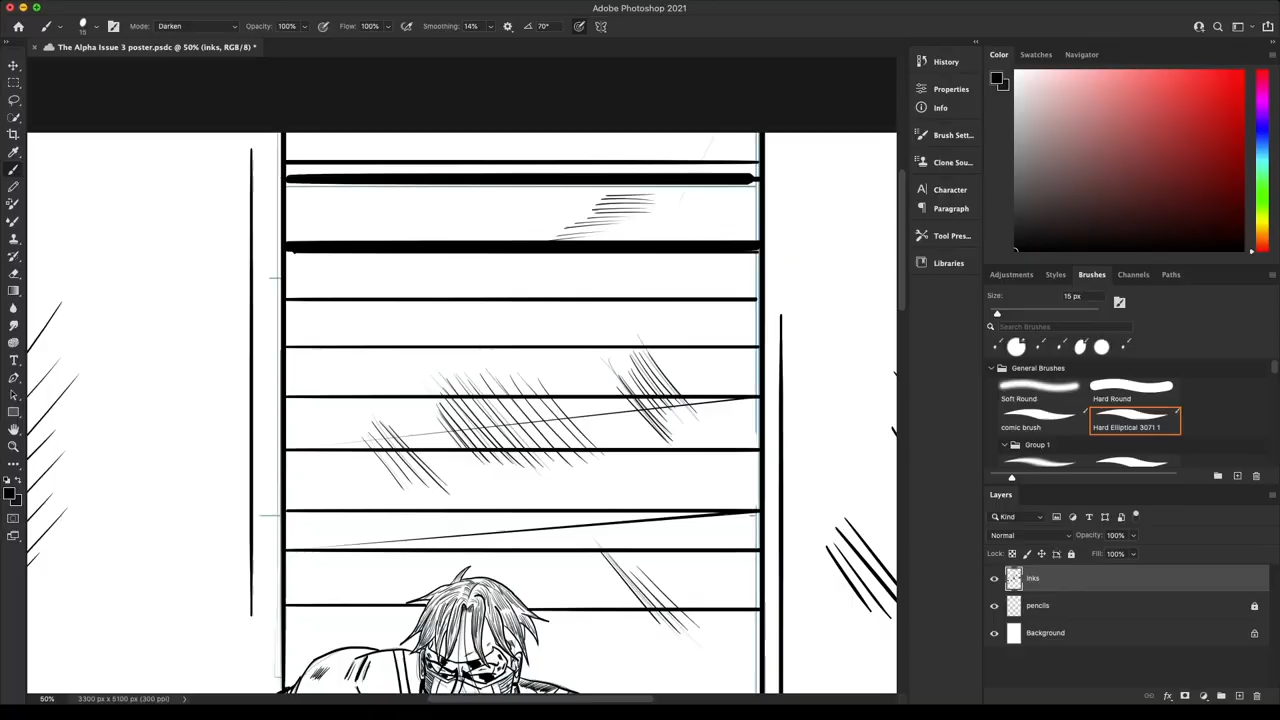 Adobe Photoshop 2021
15
Mode: Darken
Opacity: 100%
Flow: 100%
Smoothing: 14%
70°
The Alpha Issue 3 poster.psdc @ 50% (inks, RGB/8) *
History
Properties
Info
Brush Sett...
Clone Sou...
Character
Paragraph
Tool Pres...
Libraries
Color
Swatches
Navigator
Adjustments
Styles
Brushes
Channels
Paths
Size:
15 px
Search Brushes
General Brushes
Soft Round
Hard Round
comic brush
Hard Elliptical 3071 1
Group 1
Layers
Kind
Normal
Opacity: 100%
Lock:
Fill: 100%
inks
pencils
Background
50%
3300 px x 5100 px (300 ppi)